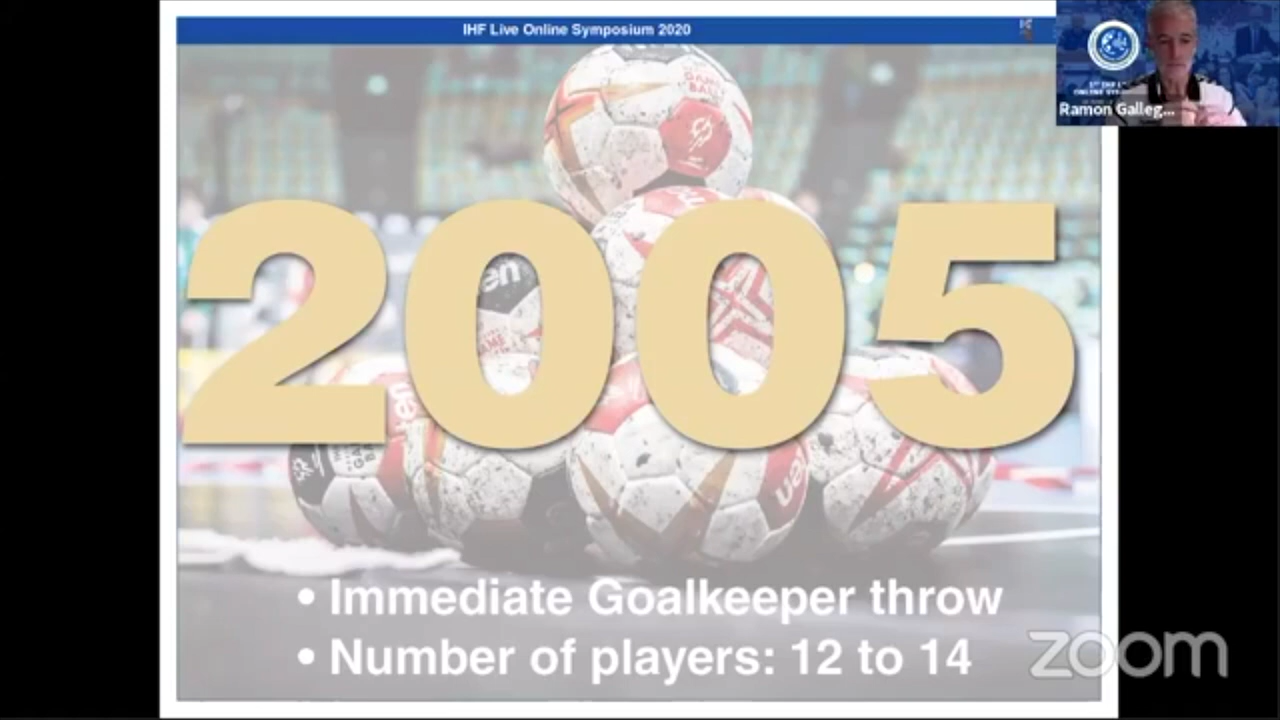 IHF Live Online Symposium 2020
Ramon Galleg...
2005
• Immediate Goalkeeper throw
• Number of players: 12 to 14
zoom